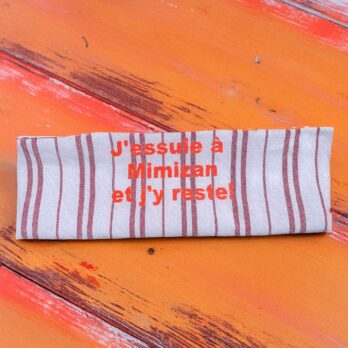 J'essuie à
Mimizan
et j'y reste!